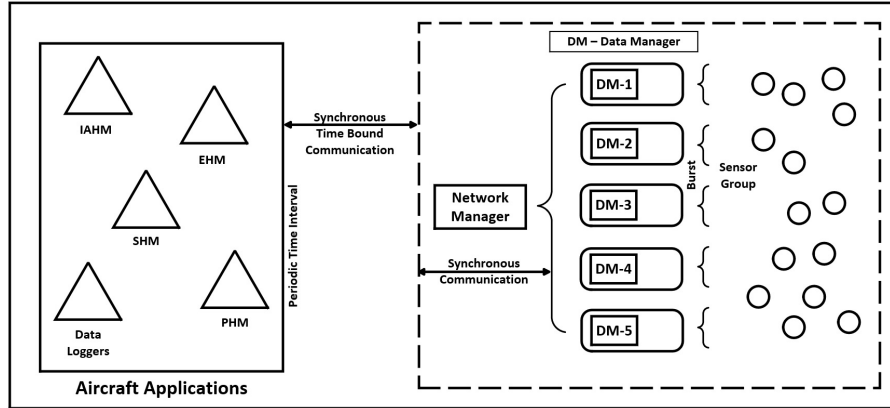 DM – Data Manager
IAHM
EHM
SHM
Data
Loggers
PHM
Periodic Time Interval
Aircraft Applications
Synchronous
Time Bound
Communication
Network
Manager
Synchronous
Communication
DM-1
DM-2
DM-3
DM-4
DM-5
Burst
Sensor
Group